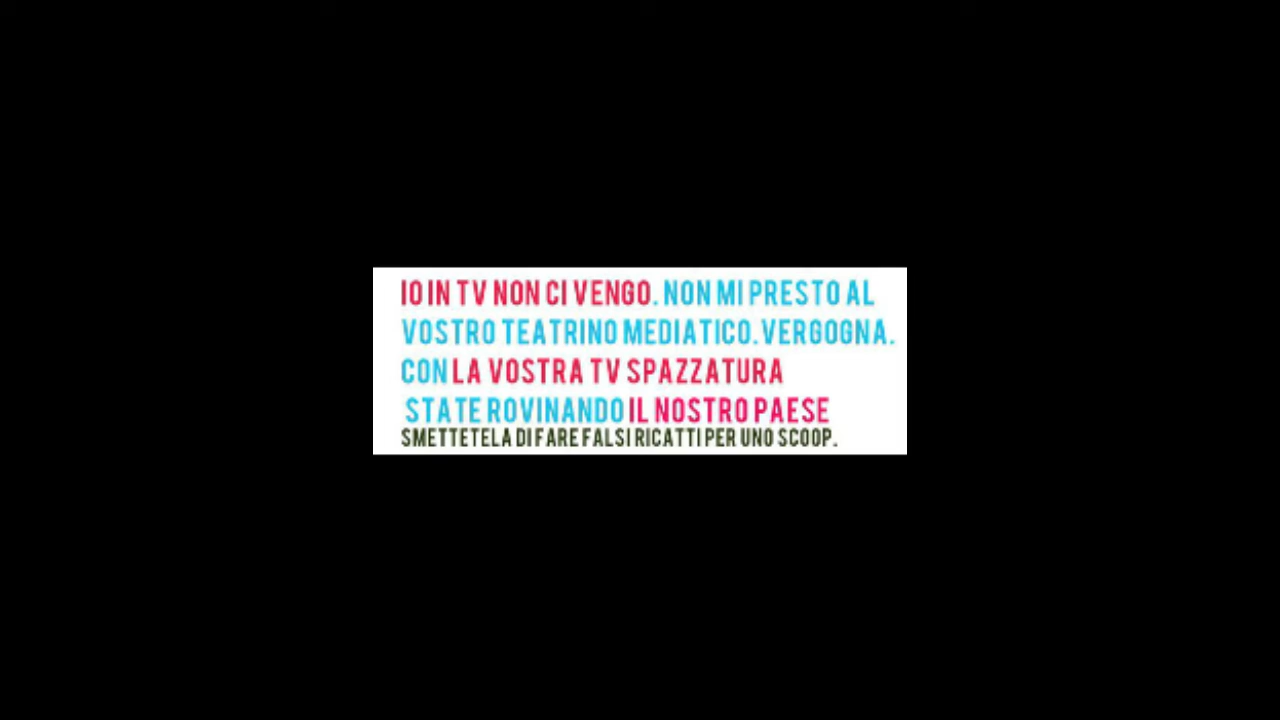 IO IN TV NON CI VENGO. NON MI PRESTO AL
VOSTRO TEATRINO MEDIATICO. VERGOGNA.
CON LA VOSTRA TV SPAZZATURA
STATE ROVINANDO IL NOSTRO PAESE
SMETTETELA DI FARE FALSI RICATTI PER UNO SCOOP.